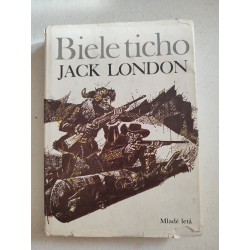 Biele ticho
JACK LONDON
Mladé letá